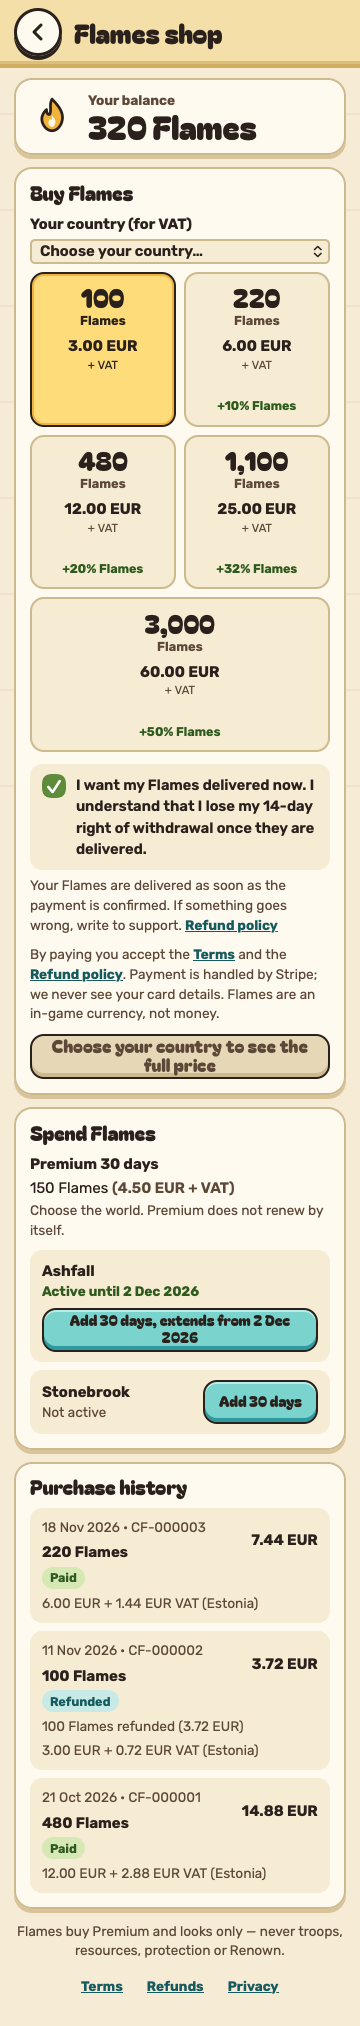 Flames shop
Your balance
320 Flames
Buy Flames
Your country (for VAT)
Choose your country...
100
Flames
3.00 EUR
+ VAT
220
Flames
6.00 EUR
+ VAT
+10% Flames
480
Flames
12.00 EUR
+ VAT
+20% Flames
1,100
Flames
25.00 EUR
+ VAT
+32% Flames
3,000
Flames
60.00 EUR
+ VAT
+50% Flames
I want my Flames delivered now. I
understand that I lose my 14-day
right of withdrawal once they are
delivered.
Your Flames are delivered as soon as the
payment is confirmed. If something goes
wrong, write to support. Refund policy
By paying you accept the Terms and the
Refund policy. Payment is handled by Stripe;
we never see your card details. Flames are an
in-game currency, not money.
Choose your country to see the
full price
Spend Flames
Premium 30 days
150 Flames (4.50 EUR + VAT)
Choose the world. Premium does not renew by
itself.
Ashfall
Active until 2 Dec 2026
Add 30 days, extends from 2 Dec
2026
Stonebrook
Not active
Add 30 days
Purchase history
18 Nov 2026 • CF-000003
220 Flames
7.44 EUR
Paid
6.00 EUR + 1.44 EUR VAT (Estonia)
11 Nov 2026 • CF-000002
100 Flames
3.72 EUR
Refunded
100 Flames refunded (3.72 EUR)
3.00 EUR + 0.72 EUR VAT (Estonia)
21 Oct 2026 • CF-000001
480 Flames
14.88 EUR
Paid
12.00 EUR + 2.88 EUR VAT (Estonia)
Flames buy Premium and looks only — never troops,
resources, protection or Renown.
Terms Refunds Privacy